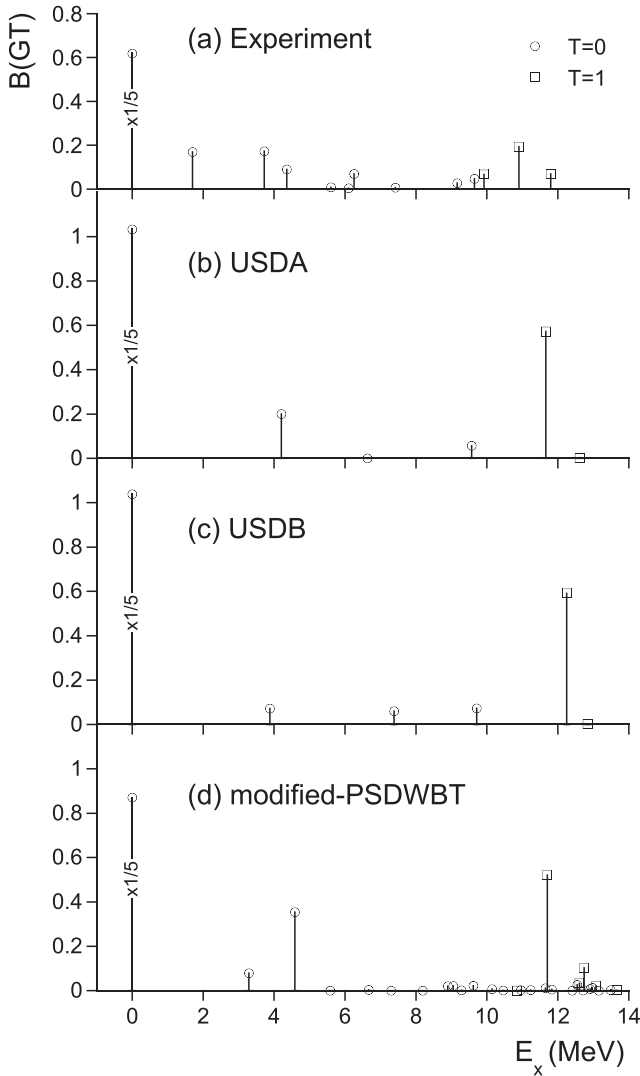 B(GT)
0.8
0.6
0.4
0.2
0
(a) Experiment
T=0
T=1
x1/5
1
0.8
0.6
0.4
0.2
0
(b) USDA
x1/5
1
0.8
0.6
0.4
0.2
0
(c) USDB
x1/5
1
0.8
0.6
0.4
0.2
0
(d) modified-PSDWBT
x1/5
0 2 4 6 8 10 12 14
Ex (MeV)